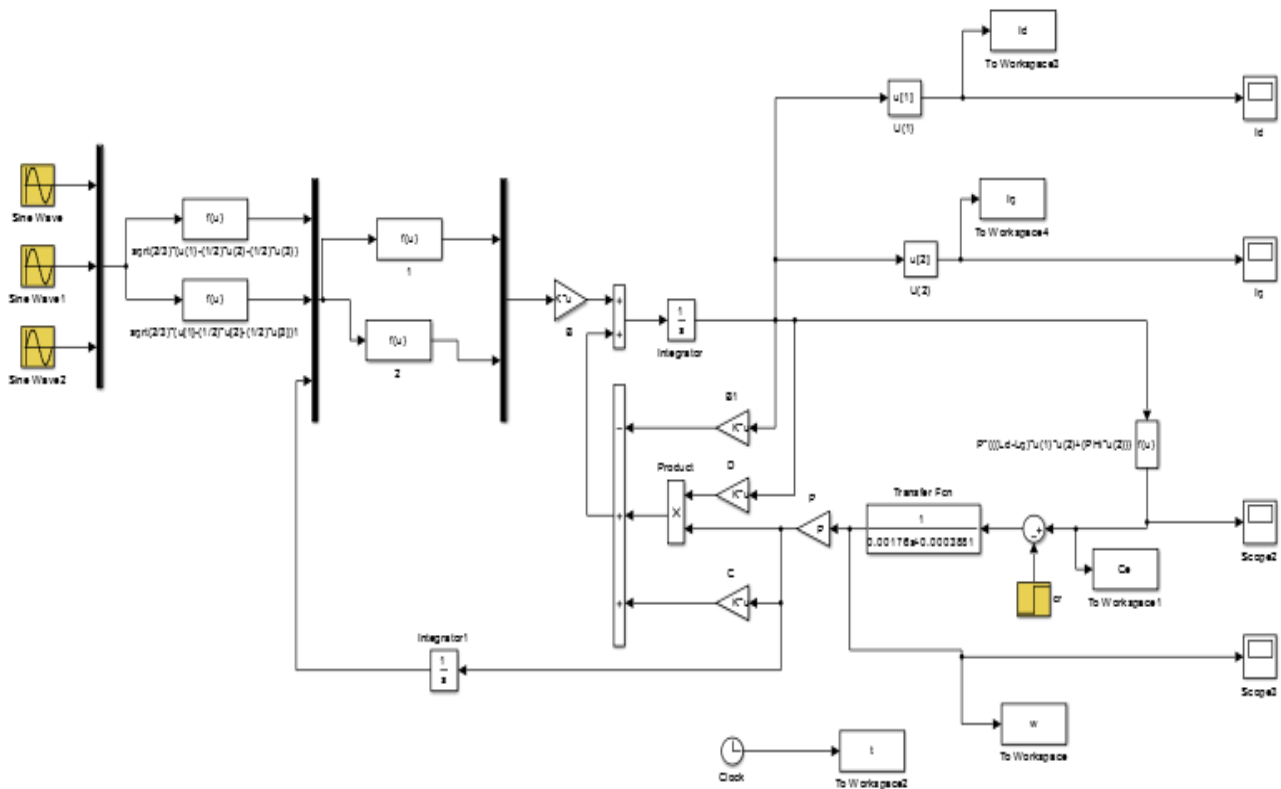 Id
To Workspace3
u[1]
U(1)
Id
Sine Wave
f(u)
sqrt(2/3)*(u(1)-(1/2)*u(2)-(1/2)*u(3))
Iq
To Workspace4
f(u)
1
u[2]
U(2)
Iq
Sine Wave1
f(u)
sqrt(2/3)*(u[1]-(1/2)*u[2]-(1/2)*u[3])1
K*u
B
+
+
1
s
Integrator
Sine Wave2
f(u)
2
B1
K*u
−
P*(((Ld-Lq)*u(1)*u(2)+(PHI*u(2)))
f(u)
Product
D
K*u
X
+
P
P
Transfer Fcn
1
0.00176s+0.0003881
−
+
Scope2
Ce
To Workspace1
cr
C
K*u
+
Integrator1
1
s
Scope3
w
To Workspace
Clock
t
To Workspace2